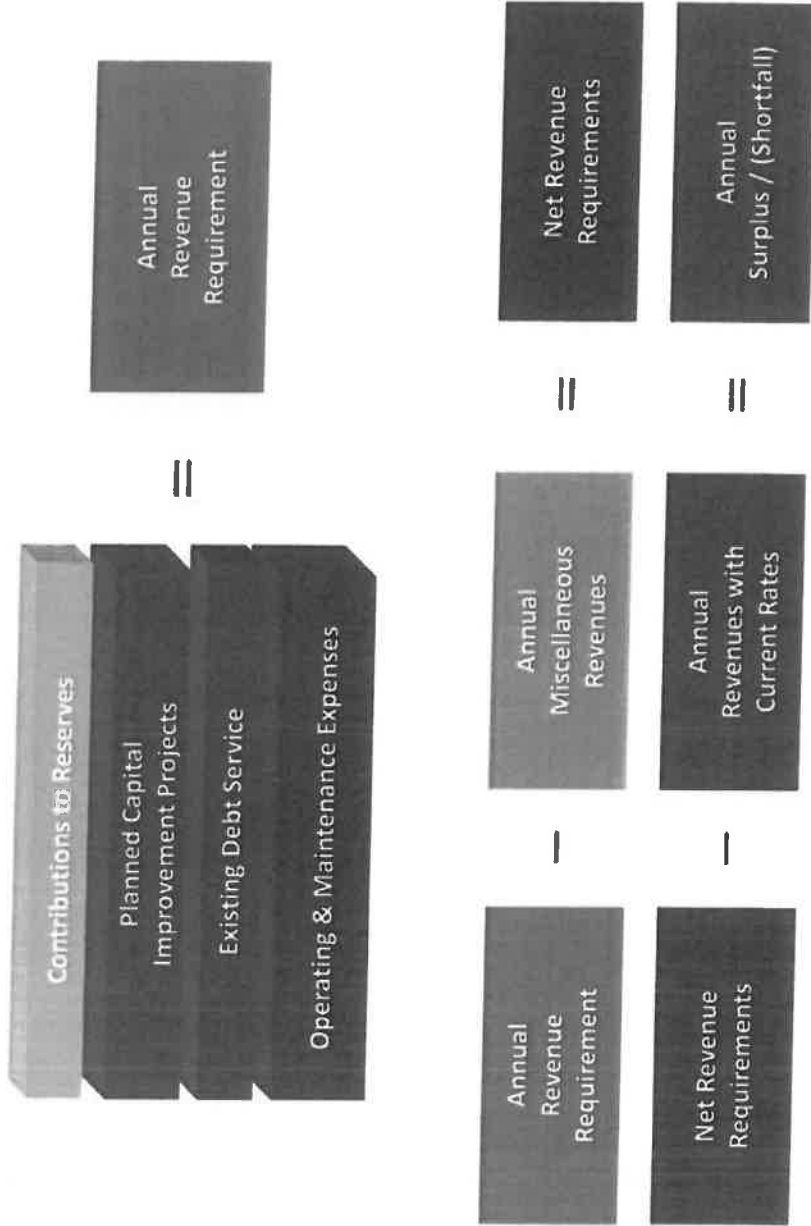 Contributions to Reserves
Planned Capital
Improvement Projects
Existing Debt Service
Operating & Maintenance Expenses
=
Annual
Revenue
Requirement
Annual
Revenue
Requirement
–
Annual
Miscellaneous
Revenues
=
Net Revenue
Requirements
Net Revenue
Requirements
–
Annual
Revenues with
Current Rates
=
Annual
Surplus / (Shortfall)